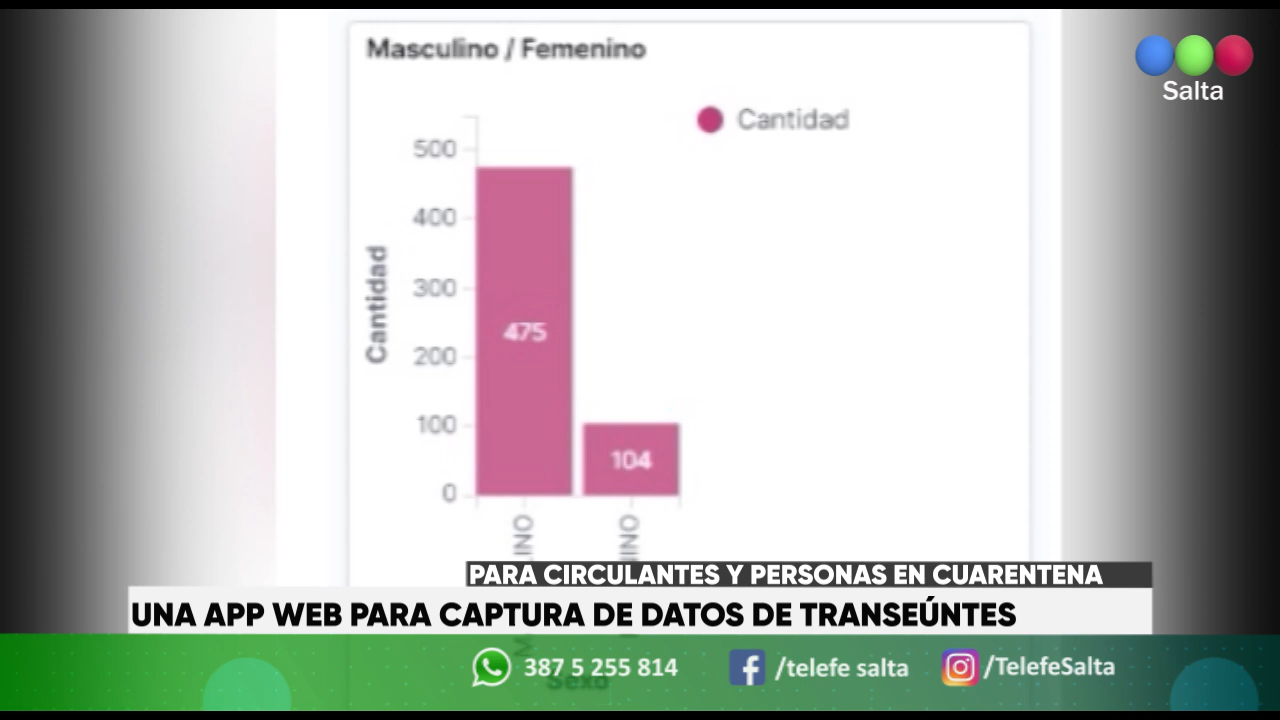 Masculino / Femenino
Salta
Cantidad
500
400
300
200
100
0
Cantidad
475
104
PARA CIRCULANTES Y PERSONAS EN CUARENTENA
UNA APP WEB PARA CAPTURA DE DATOS DE TRANSEÚNTES
387 5 255 814
/telefe salta
/TelefeSalta
Sexo